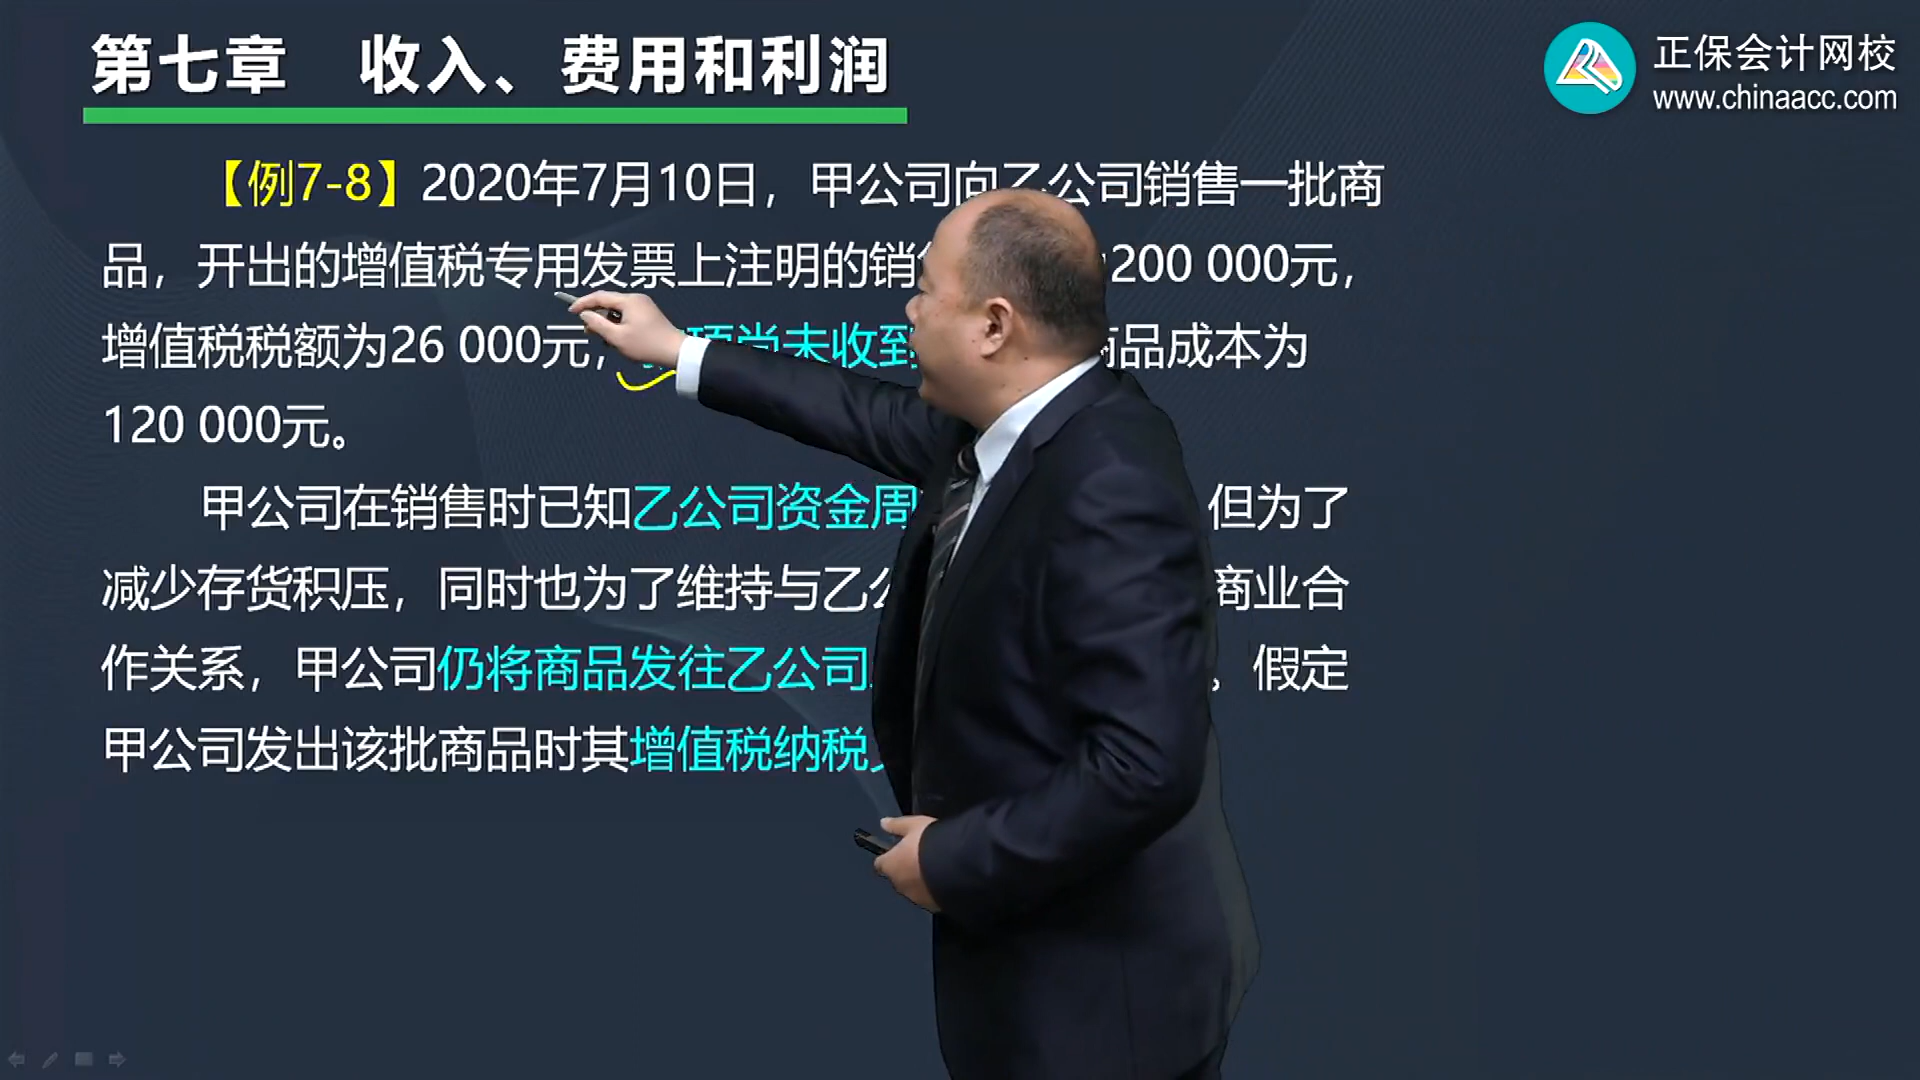 第七章 收入、费用和利润
正保会计网校
www.chinaacc.com
【例7-8】2020年7月10日，甲公司向乙公司销售一批商
品，开出的增值税专用发票上注明的销 200 000元，
增值税税额为26 000元， 项尚未收到 商品成本为
120 000元。
甲公司在销售时已知乙公司资金周 但为了
减少存货积压，同时也为了维持与乙公 商业合
作关系，甲公司仍将商品发往乙公司 。假定
甲公司发出该批商品时其增值税纳税